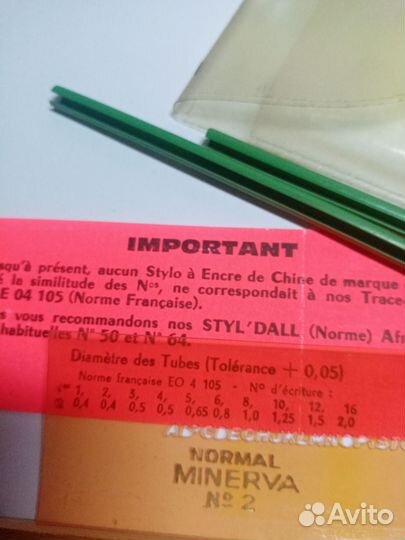 IMPORTANT
squ'à présent, aucun Stylo à Encre de Chine de marque
é le similitude des Nos, ne correspondait à nos Trace-
E 04 105 (Norme Française).
s vous recommandons nos STYL'DALL (Norme) Afr
habituelles N° 50 et N° 64.
Diamètre des Tubes (Tolérance + 0,05)
Norme française EO 4 105 - No d'écriture :
1, 2, 3, 4, 5, 6, 8, 10, 12, 16
0,4 0,4 0,5 0,5 0,65 0,8 1,0 1,25 1,5 2,0
NORMAL
MINERVA
No 2
Avito